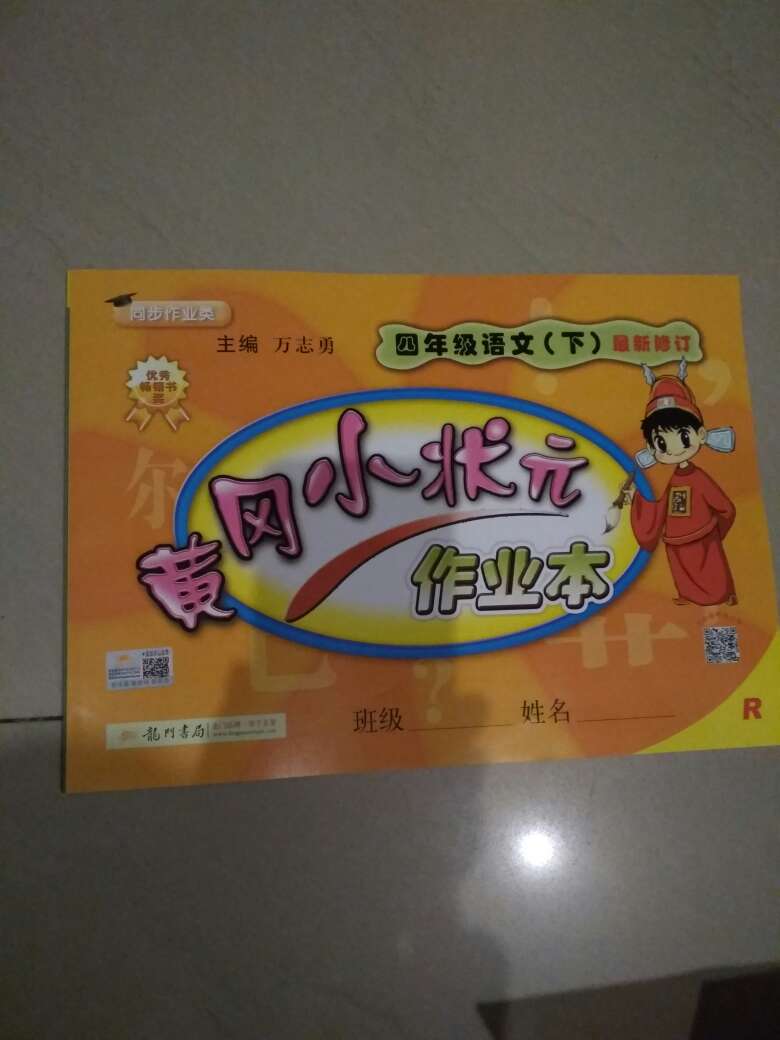 同步作业类
主编 万志勇
四年级语文(下) 最新修订
优秀
畅销书
奖
黄冈小状元
作业本
龍門書局
班级
姓名
R